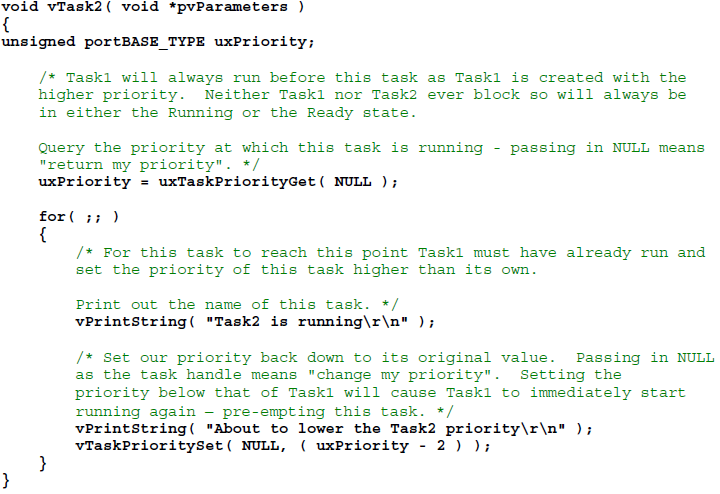 void vTask2( void *pvParameters )
{
unsigned portBASE_TYPE uxPriority;
/* Task1 will always run before this task as Task1 is created with the
higher priority.  Neither Task1 nor Task2 ever block so will always be
in either the Running or the Ready state.
Query the priority at which this task is running - passing in NULL means
"return my priority". */
uxPriority = uxTaskPriorityGet( NULL );
for( ;; )
{
/* For this task to reach this point Task1 must have already run and
set the priority of this task higher than its own.
Print out the name of this task. */
vPrintString( "Task2 is running\r\n" );
/* Set our priority back down to its original value.  Passing in NULL
as the task handle means "change my priority".  Setting the
priority below that of Task1 will cause Task1 to immediately start
running again – pre-empting this task. */
vPrintString( "About to lower the Task2 priority\r\n" );
vTaskPrioritySet( NULL, ( uxPriority - 2 ) );
}
}